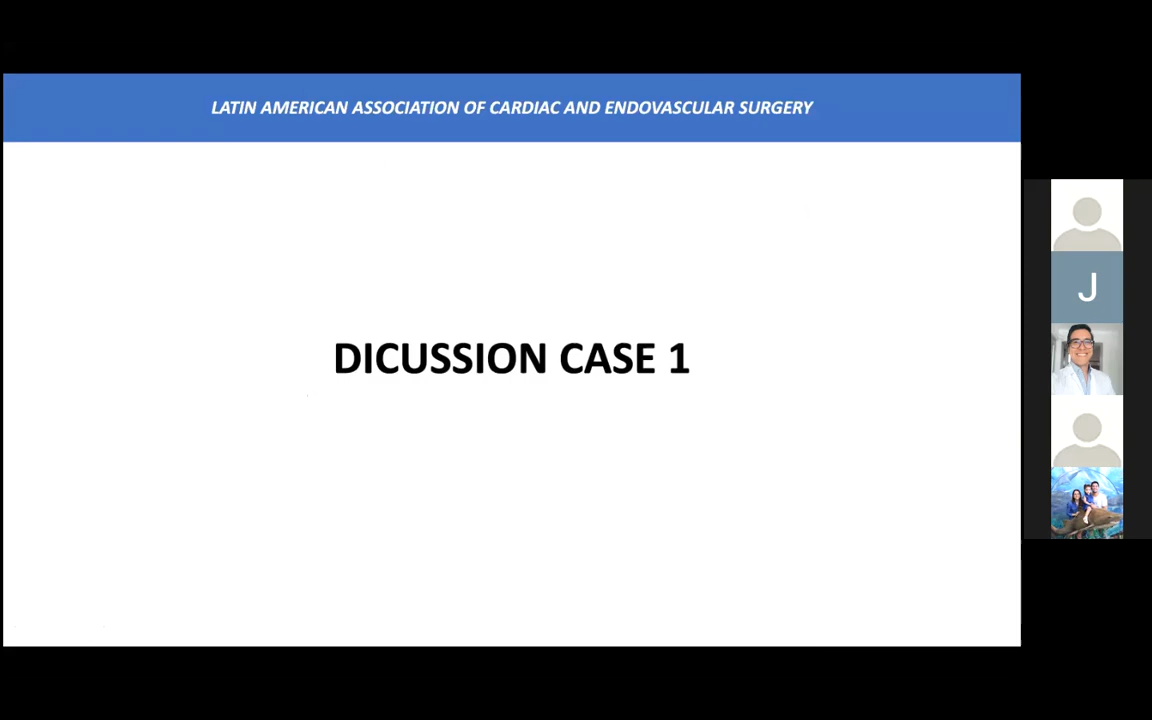 LATIN AMERICAN ASSOCIATION OF CARDIAC AND ENDOVASCULAR SURGERY
DICUSSION CASE 1
J